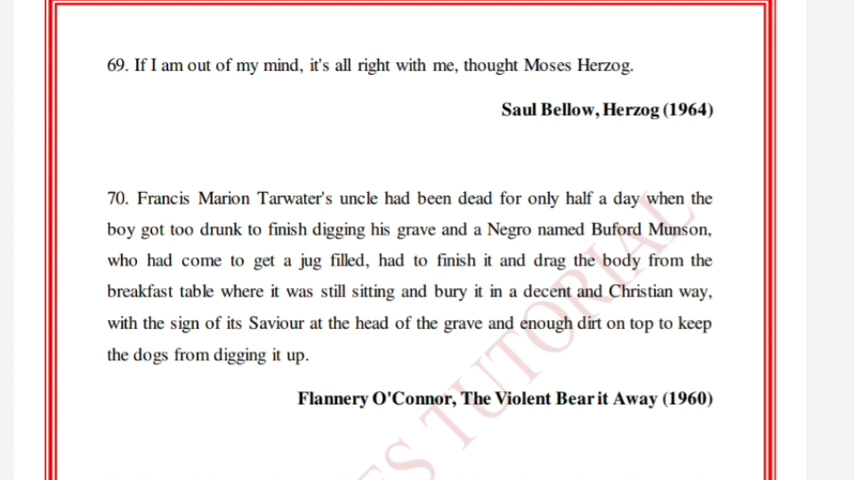 69. If I am out of my mind, it's all right with me, thought Moses Herzog.
Saul Bellow, Herzog (1964)
70. Francis Marion Tarwater's uncle had been dead for only half a day when the
boy got too drunk to finish digging his grave and a Negro named Buford Munson,
who had come to get a jug filled, had to finish it and drag the body from the
breakfast table where it was still sitting and bury it in a decent and Christian way,
with the sign of its Saviour at the head of the grave and enough dirt on top to keep
the dogs from digging it up.
Flannery O'Connor, The Violent Bear it Away (1960)
TUTORIAL